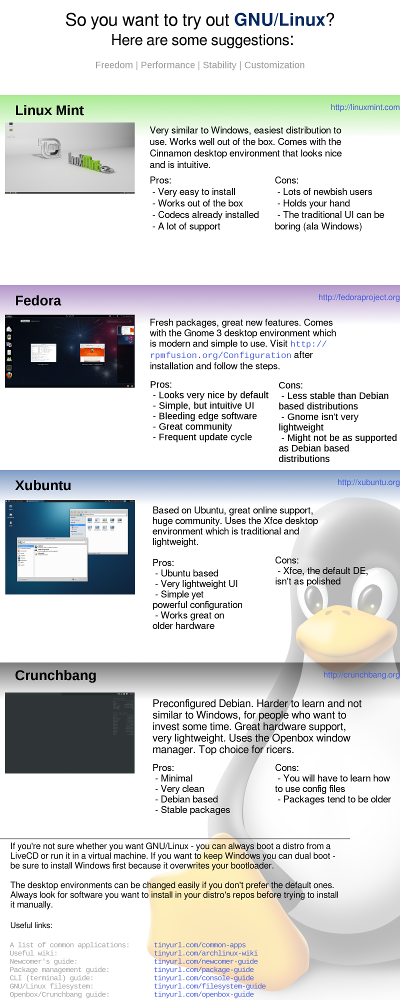 So you want to try out GNU/Linux?
Here are some suggestions:
Freedom | Performance | Stability | Customization
Linux Mint
http://linuxmint.com
Very similar to Windows, easiest distribution to
use. Works well out of the box. Comes with the
Cinnamon desktop environment that looks nice
and is intuitive.
Pros:
- Very easy to install
- Works out of the box
- Codecs already installed
- A lot of support
Cons:
- Lots of newbish users
- Holds your hand
- The traditional UI can be
boring (ala Windows)
Fedora
http://fedoraproject.org
Fresh packages, great new features. Comes
with the Gnome 3 desktop environment which
is modern and simple to use. Visit http://
rpmfusion.org/Configuration after
installation and follow the steps.
Pros:
- Looks very nice by default
- Simple, but intuitive UI
- Bleeding edge software
- Great community
- Frequent update cycle
Cons:
- Less stable than Debian
based distributions
- Gnome isn't very
lightweight
- Might not be as supported
as Debian based
distributions
Xubuntu
http://xubuntu.org
Based on Ubuntu, great online support,
huge community. Uses the Xfce desktop
environment which is traditional and
lightweight.
Pros:
- Ubuntu based
- Very lightweight UI
- Simple yet
powerful configuration
- Works great on
older hardware
Cons:
- Xfce, the default DE,
isn't as polished
Crunchbang
http://crunchbang.org
Preconfigured Debian. Harder to learn and not
similar to Windows, for people who want to
invest some time. Great hardware support,
very lightweight. Uses the Openbox window
manager. Top choice for ricers.
Pros:
- Minimal
- Very clean
- Debian based
- Stable packages
Cons:
- You will have to learn how
to use config files
- Packages tend to be older
If you're not sure whether you want GNU/Linux - you can always boot a distro from a
LiveCD or run it in a virtual machine. If you want to keep Windows you can dual boot -
be sure to install Windows first because it overwrites your bootloader.
The desktop environments can be changed easily if you don't prefer the default ones.
Always look for software you want to install in your distro's repos before trying to install
it manually.
Useful links:
A list of common applications: tinyurl.com/common-apps
Useful wiki: tinyurl.com/archlinux-wiki
Newcomer's guide: tinyurl.com/newcomer-guide
Package management guide: tinyurl.com/package-guide
CLI (terminal) guide: tinyurl.com/console-guide
GNU/Linux filesystem: tinyurl.com/filesystem-guide
Openbox/Crunchbang guide: tinyurl.com/openbox-guide